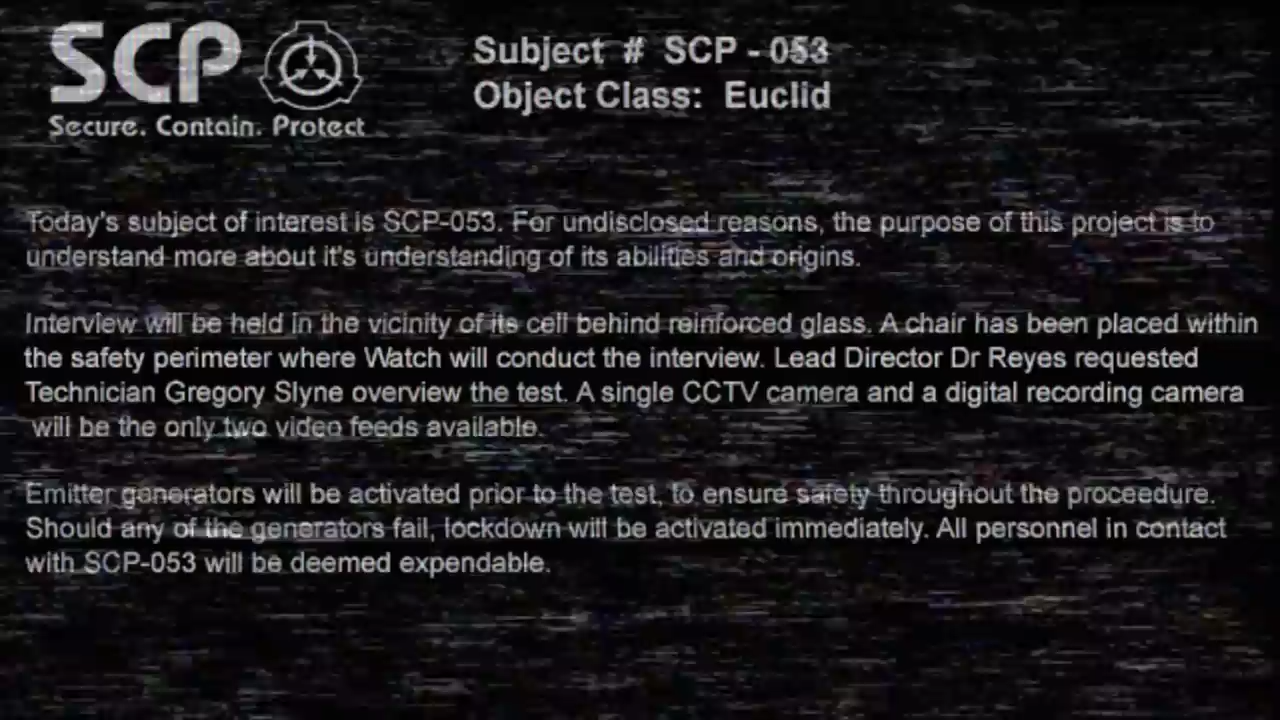 SCP
Secure. Contain. Protect
Subject # SCP - 053
Object Class: Euclid
Today's subject of interest is SCP-053. For undisclosed reasons, the purpose of this project is to
understand more about it's understanding of its abilities and origins.
Interview will be held in the vicinity of its cell behind reinforced glass. A chair has been placed within
the safety perimeter where Watch will conduct the interview. Lead Director Dr Reyes requested
Technician Gregory Slyne overview the test. A single CCTV camera and a digital recording camera
will be the only two video feeds available.
Emitter generators will be activated prior to the test, to ensure safety throughout the proceedure.
Should any of the generators fail, lockdown will be activated immediately. All personnel in contact
with SCP-053 will be deemed expendable.